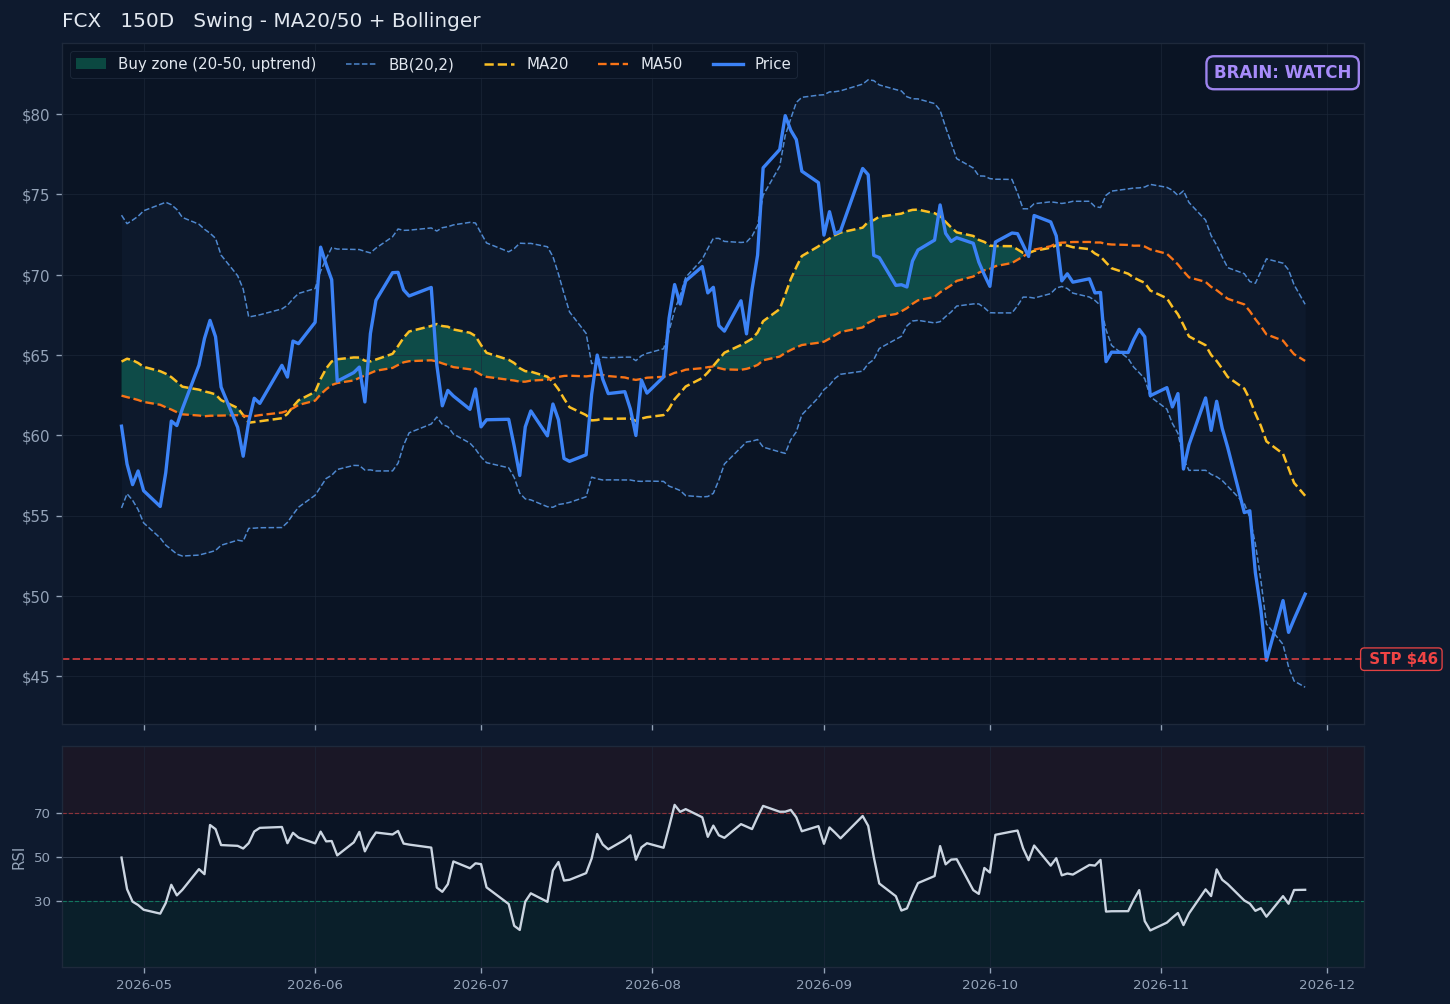 FCX 150D Swing - MA20/50 + Bollinger
Buy zone (20-50, uptrend) BB(20,2) MA20 MA50 Price
BRAIN: WATCH
$80
$75
$70
$65
$60
$55
$50
$45
STP $46
RSI
70
50
30
2026-05 2026-06 2026-07 2026-08 2026-09 2026-10 2026-11 2026-12